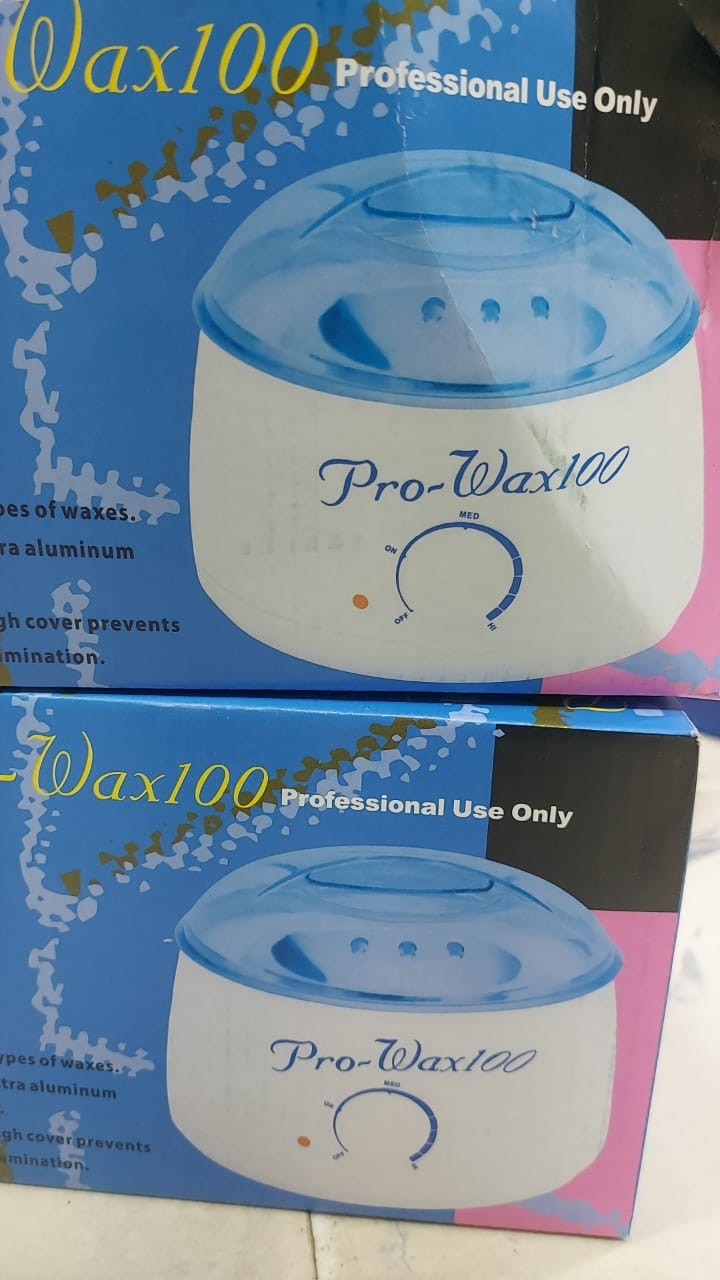 Wax100 Professional Use Only
pes of waxes.
ra aluminum
gh cover prevents
mination.
Pro-Wax100
MED
ON
OFF
HI
-Wax100 Professional Use Only
ypes of waxes.
tra aluminum
gh cover prevents
mination.
Pro-Wax100
MED
ON
OFF